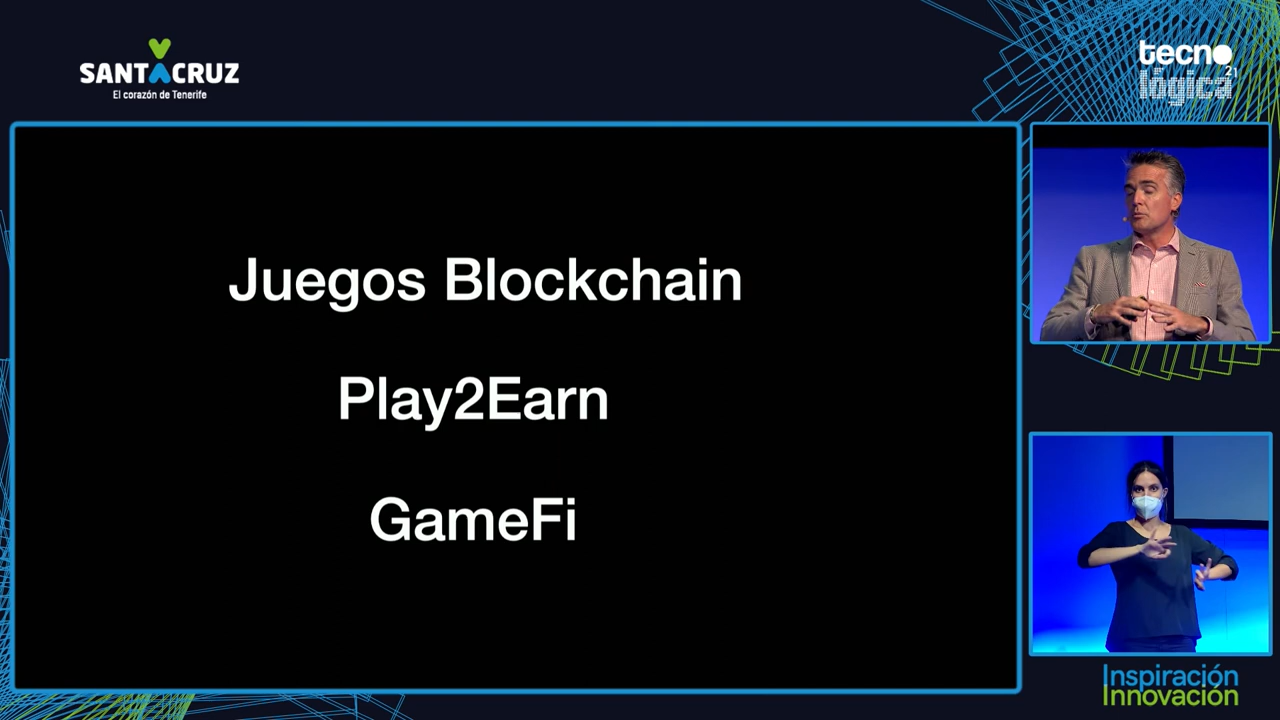 SANTACRUZ
El corazón de Tenerife
tecno
lógica
21
Juegos Blockchain
Play2Earn
GameFi
Inspiración
Innovación